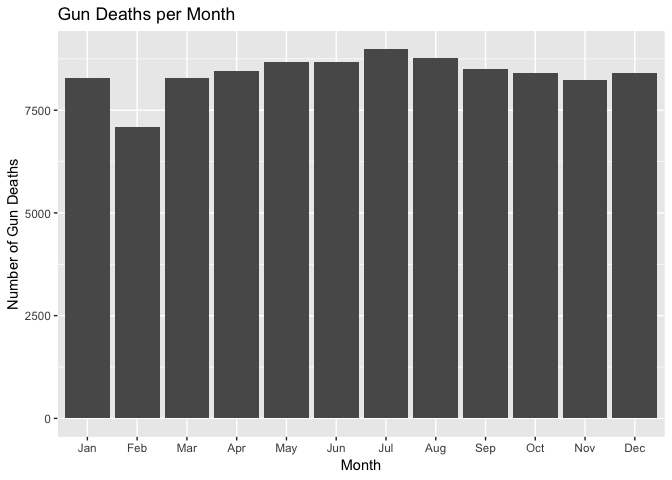 Gun Deaths per Month
Number of Gun Deaths
7500
5000
2500
0
Jan Feb Mar Apr May Jun Jul Aug Sep Oct Nov Dec
Month